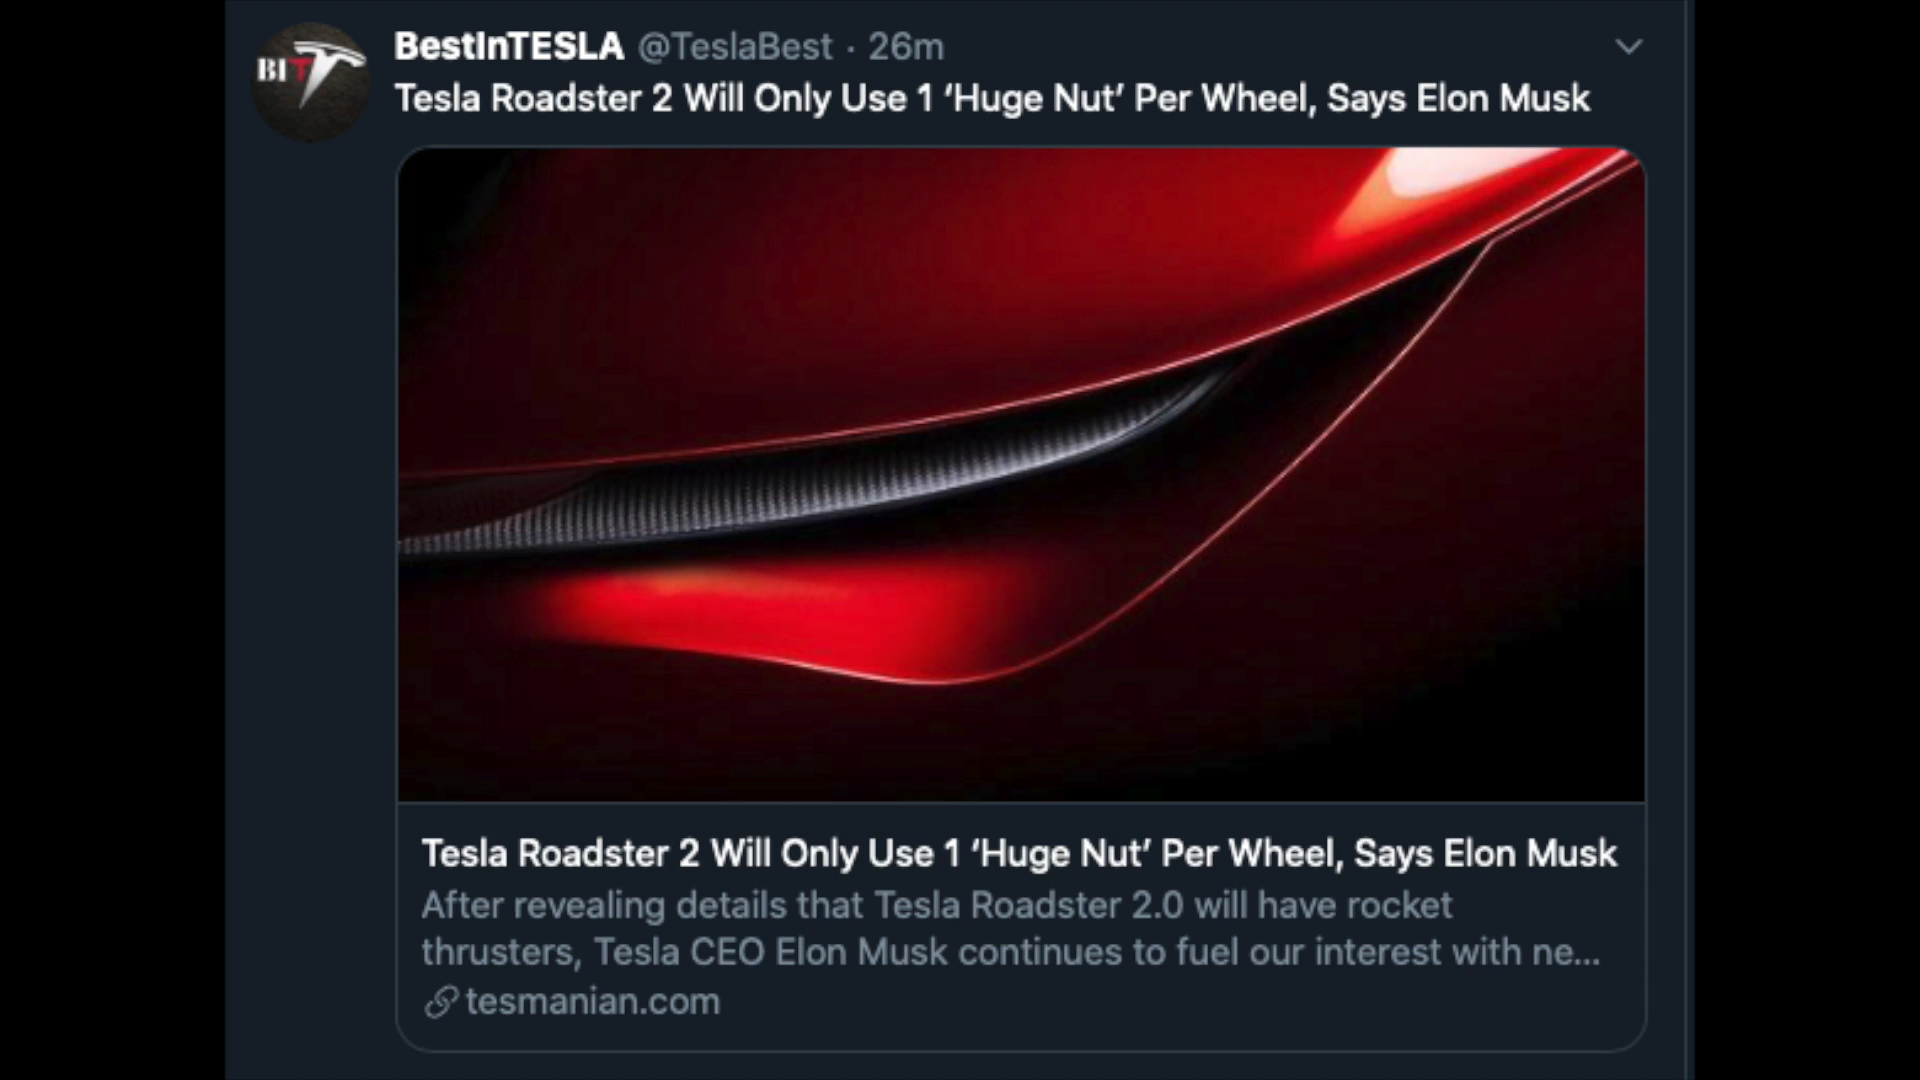 BIT
BestInTESLA @TeslaBest · 26m
Tesla Roadster 2 Will Only Use 1 ‘Huge Nut’ Per Wheel, Says Elon Musk
Tesla Roadster 2 Will Only Use 1 ‘Huge Nut’ Per Wheel, Says Elon Musk
After revealing details that Tesla Roadster 2.0 will have rocket
thrusters, Tesla CEO Elon Musk continues to fuel our interest with ne...
tesmanian.com